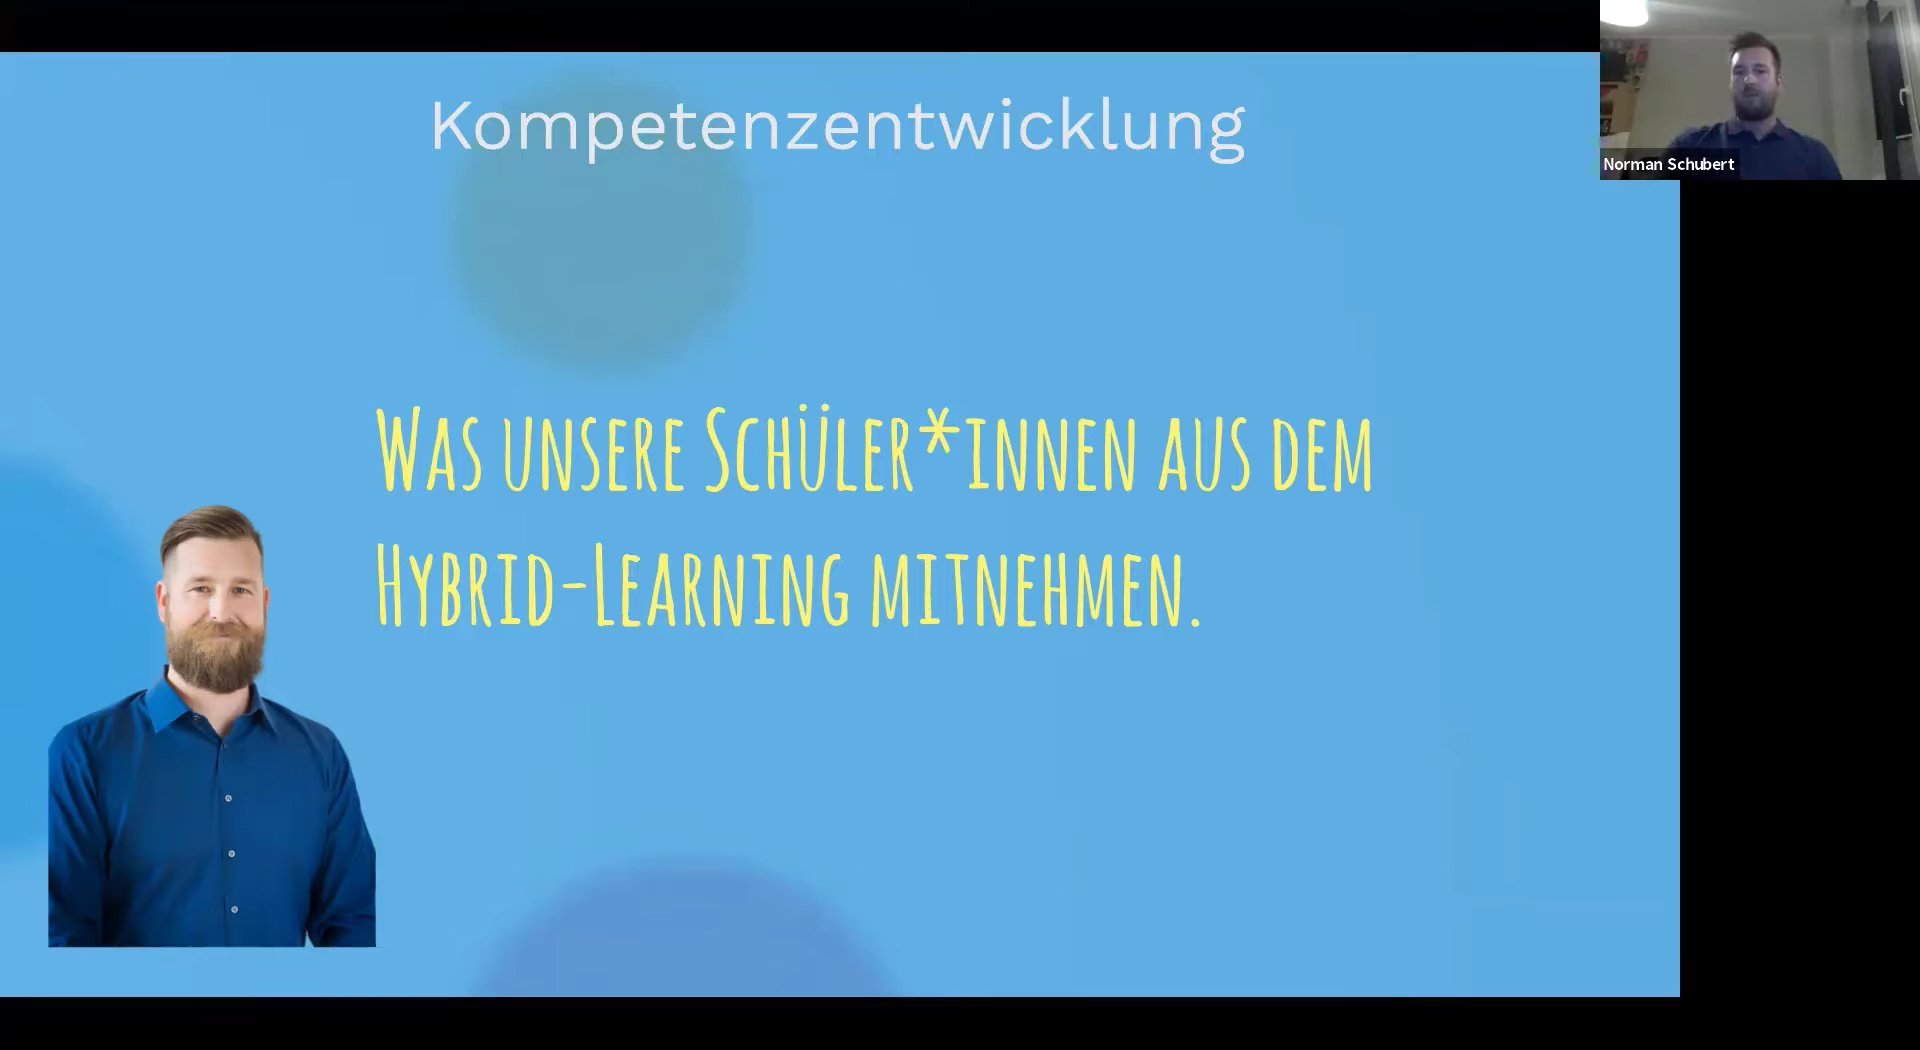 Kompetenzentwicklung
Norman Schubert
Was unsere Schüler*innen aus dem
Hybrid-Learning mitnehmen.